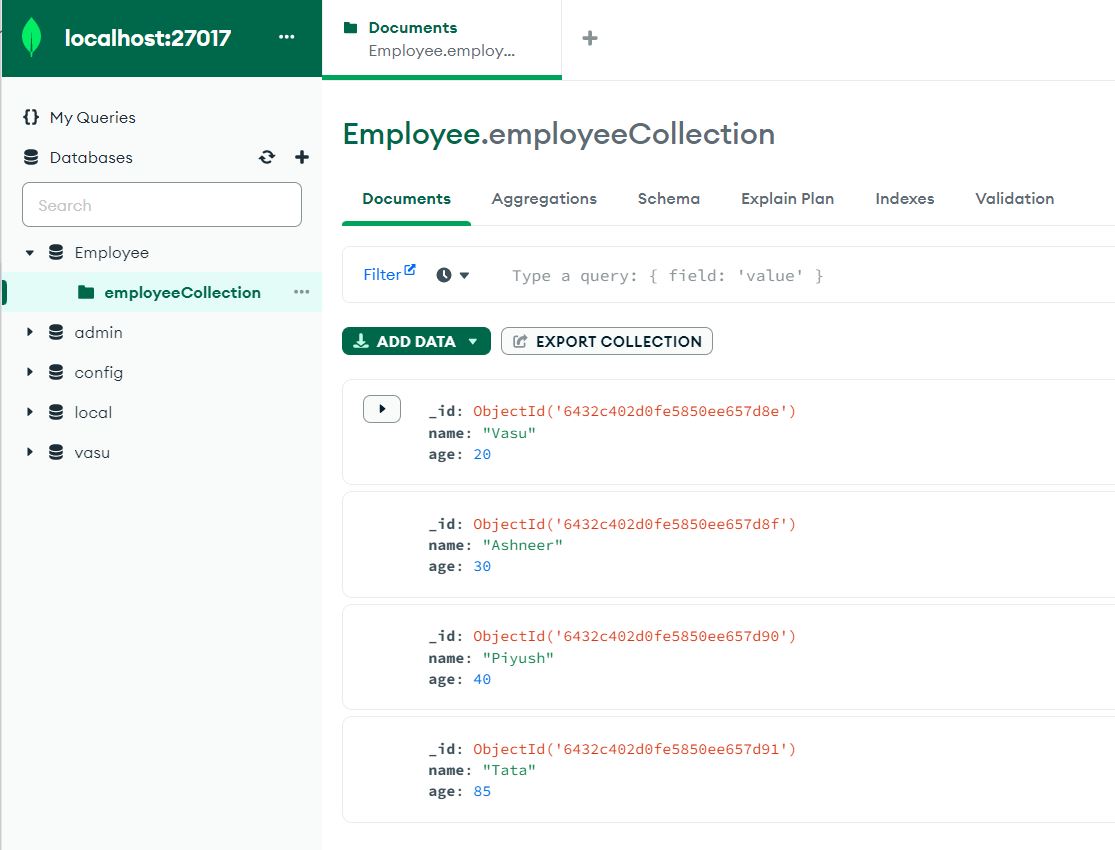 localhost:27017
Documents
Employee.employ...
My Queries
Databases
Search
Employee
employeeCollection
admin
config
local
vasu
Employee.employeeCollection
Documents Aggregations Schema Explain Plan Indexes Validation
Filter Type a query: { field: 'value' }
ADD DATA EXPORT COLLECTION
_id: ObjectId('6432c402d0fe5850ee657d8e')
name: "Vasu"
age: 20
_id: ObjectId('6432c402d0fe5850ee657d8f')
name: "Ashneer"
age: 30
_id: ObjectId('6432c402d0fe5850ee657d90')
name: "Piyush"
age: 40
_id: ObjectId('6432c402d0fe5850ee657d91')
name: "Tata"
age: 85